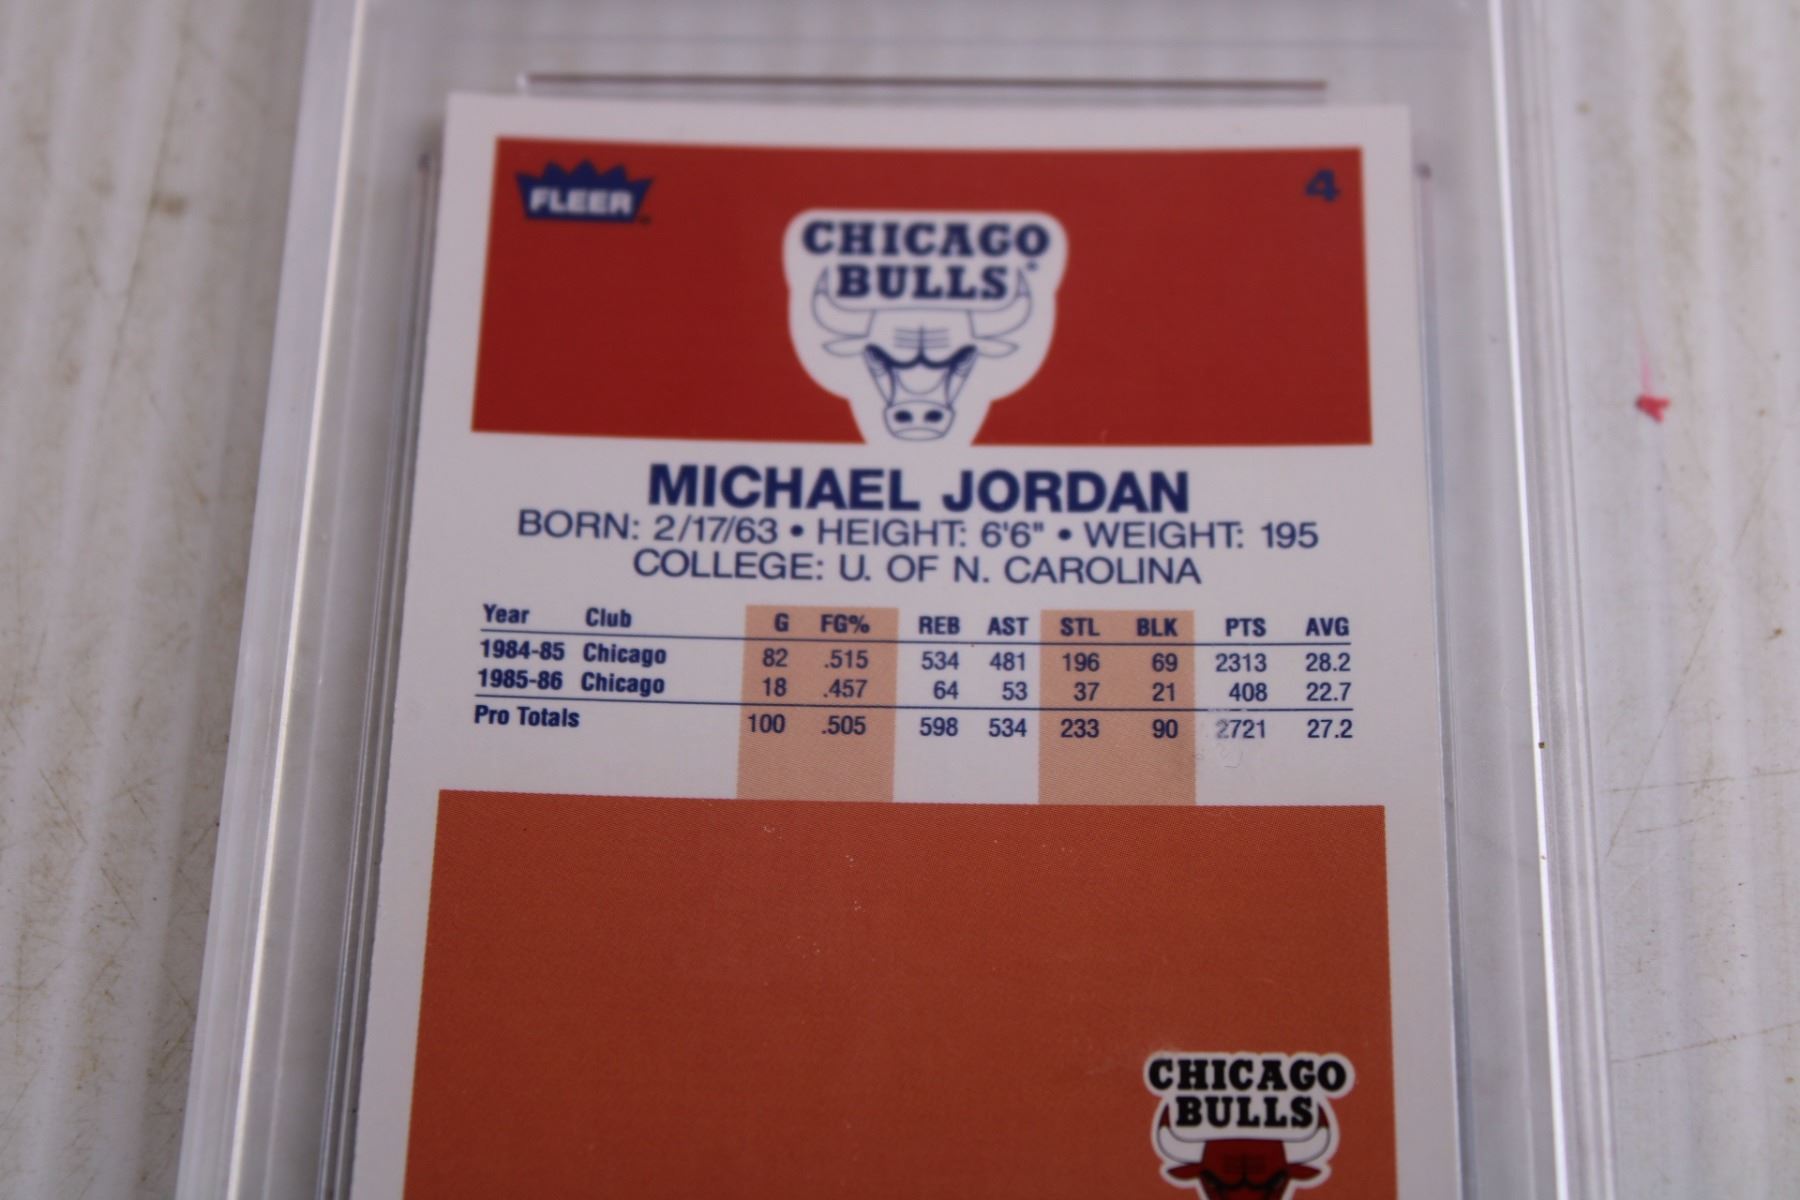 FLEER
4
CHICAGO
BULLS
MICHAEL JORDAN
BORN: 2/17/63 • HEIGHT: 6'6" • WEIGHT: 195
COLLEGE: U. OF N. CAROLINA
Year Club G FG% REB AST STL BLK PTS AVG
1984-85 Chicago 82 .515 534 481 196 69 2313 28.2
1985-86 Chicago 18 .457 64 53 37 21 408 22.7
Pro Totals 100 .505 598 534 233 90 2721 27.2
CHICAGO
BULLS